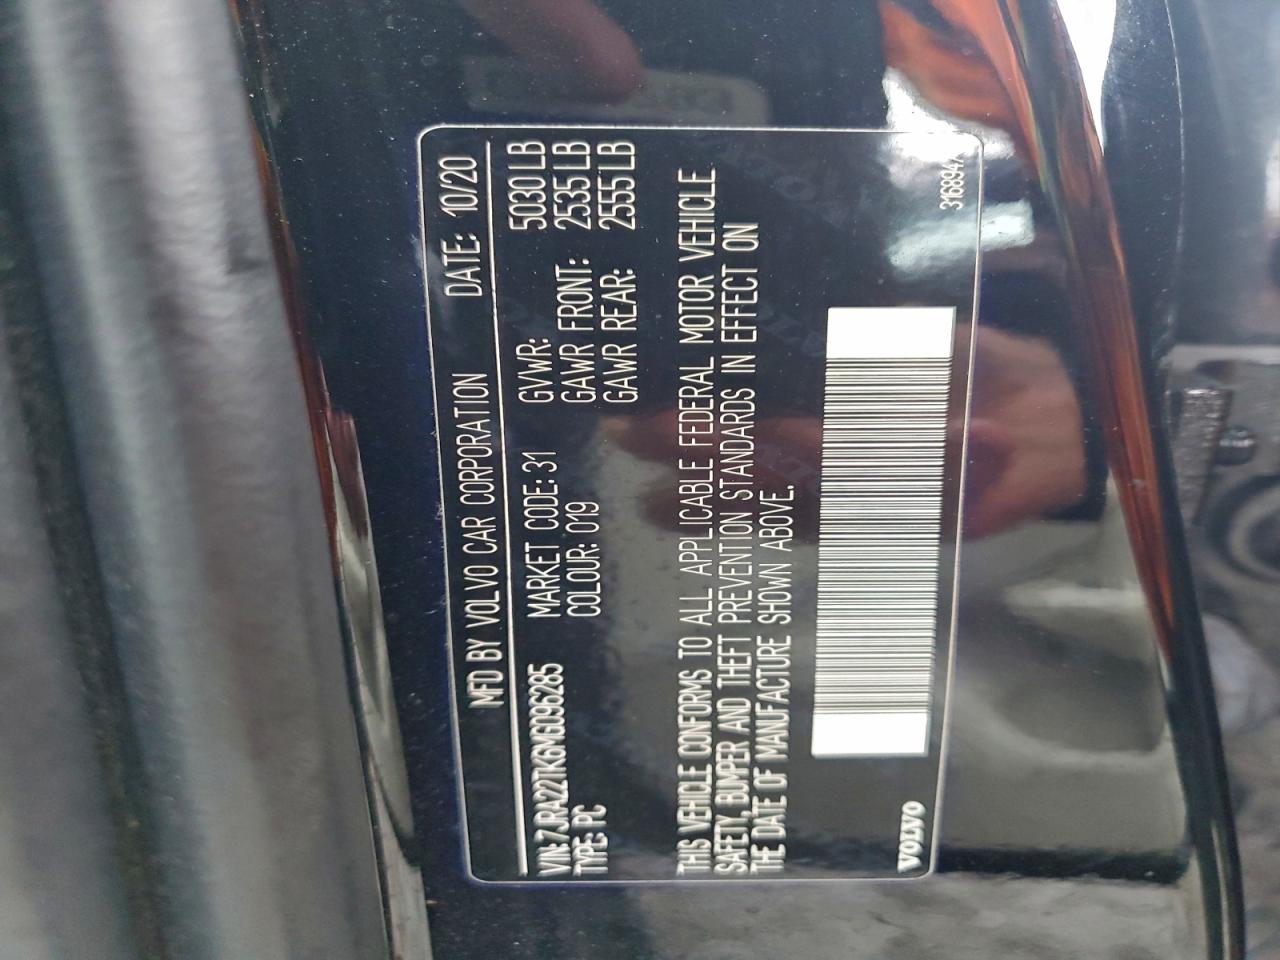 MFD BY VOLVO CAR CORPORATION DATE: 10/20
VIN: 7JRA22TK6MG096285 MARKET CODE: 31 GVWR: 5030 LB
TYPE: PC COLOUR: 019 GAWR FRONT: 2535 LB
GAWR REAR: 2555 LB
THIS VEHICLE CONFORMS TO ALL APPLICABLE FEDERAL MOTOR VEHICLE
SAFETY, BUMPER AND THEFT PREVENTION STANDARDS IN EFFECT ON
THE DATE OF MANUFACTURE SHOWN ABOVE.
VOLVO